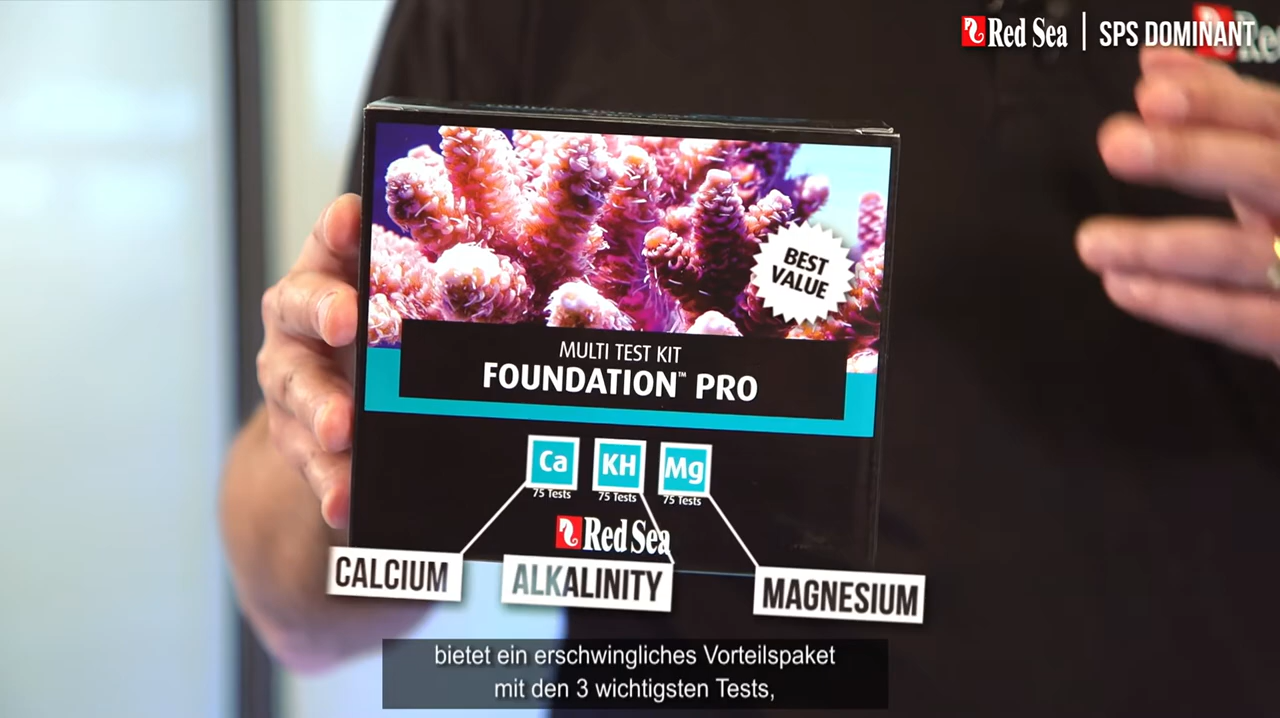 Red Sea | SPS DOMINANT
BEST
VALUE
MULTI TEST KIT
FOUNDATION™ PRO
Ca KH Mg
75 Tests 75 Tests 75 Tests
Red Sea
CALCIUM ALKALINITY MAGNESIUM
bietet ein erschwingliches Vorteilspaket
mit den 3 wichtigsten Tests,